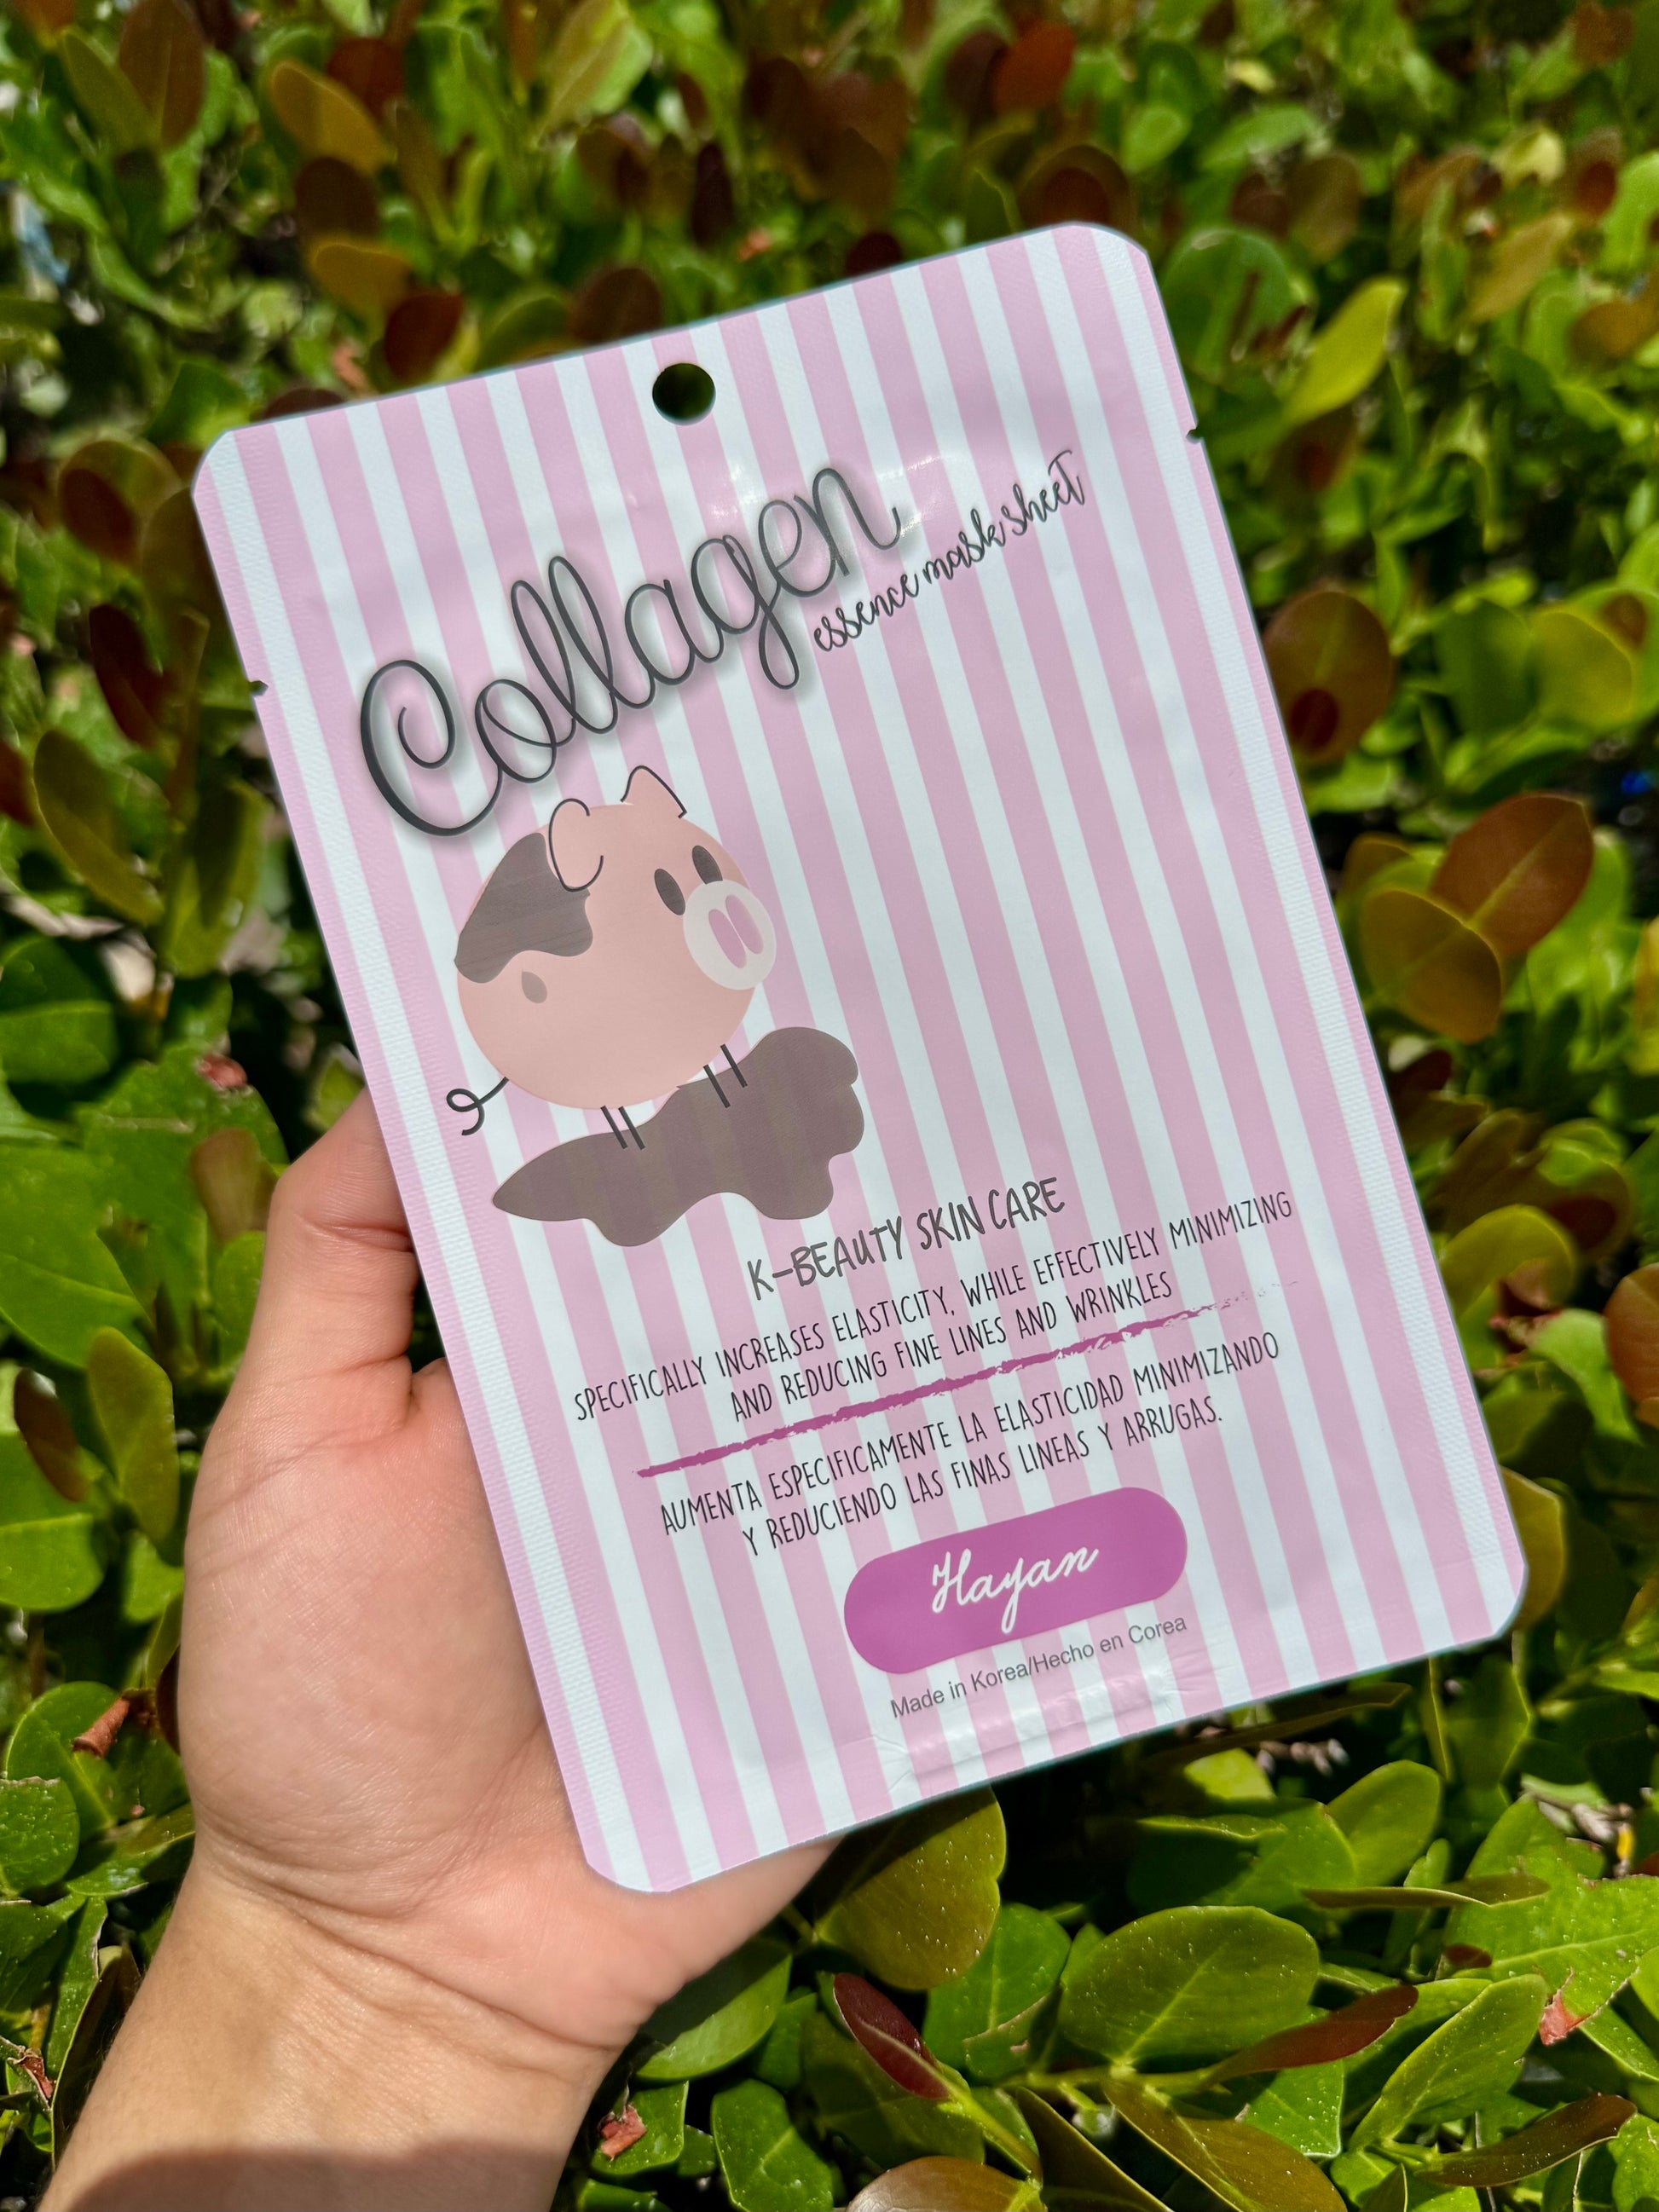 Collagen
essence mask sheet
K-BEAUTY SKIN CARE
SPECIFICALLY INCREASES ELASTICITY, WHILE EFFECTIVELY MINIMIZING
AND REDUCING FINE LINES AND WRINKLES
AUMENTA ESPECIFICAMENTE LA ELASTICIDAD MINIMIZANDO
Y REDUCIENDO LAS FINAS LINEAS Y ARRUGAS.
Hayan
Made in Korea/Hecho en Corea